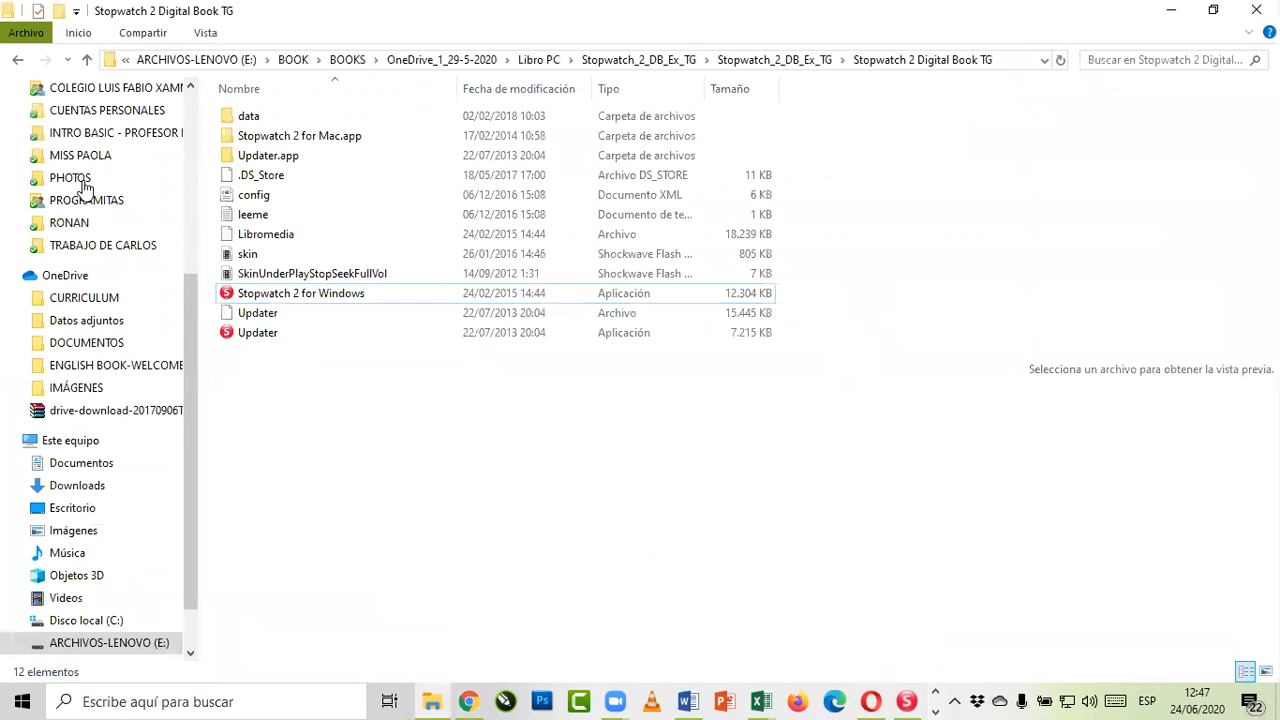 Stopwatch 2 Digital Book TG
Archivo Inicio Compartir Vista
« ARCHIVOS-LENOVO (E:) > BOOK > BOOKS > OneDrive_1_29-5-2020 > Libro PC > Stopwatch_2_DB_Ex_TG > Stopwatch_2_DB_Ex_TG > Stopwatch 2 Digital Book TG
Buscar en Stopwatch 2 Digital...
Nombre Fecha de modificación Tipo Tamaño
COLEGIO LUIS FABIO XAMM
CUENTAS PERSONALES
INTRO BASIC - PROFESOR
MISS PAOLA
PHOTOS
PROGRAMITAS
RONAN
TRABAJO DE CARLOS
OneDrive
CURRICULUM
Datos adjuntos
DOCUMENTOS
ENGLISH BOOK-WELCOME
IMÁGENES
drive-download-20170906T
Este equipo
Documentos
Downloads
Escritorio
Imágenes
Música
Objetos 3D
Videos
Disco local (C:)
ARCHIVOS-LENOVO (E:)
data 02/02/2018 10:03 Carpeta de archivos
Stopwatch 2 for Mac.app 17/02/2014 10:58 Carpeta de archivos
Updater.app 22/07/2013 20:04 Carpeta de archivos
.DS_Store 18/05/2017 17:00 Archivo DS_STORE 11 KB
config 06/12/2016 15:08 Documento XML 6 KB
leeme 06/12/2016 15:08 Documento de te... 1 KB
Libromedia 24/02/2015 14:44 Archivo 18.239 KB
skin 26/01/2016 14:46 Shockwave Flash ... 805 KB
SkinUnderPlayStopSeekFullVol 14/09/2012 1:31 Shockwave Flash ... 7 KB
Stopwatch 2 for Windows 24/02/2015 14:44 Aplicación 12.304 KB
Updater 22/07/2013 20:04 Archivo 15.445 KB
Updater 22/07/2013 20:04 Aplicación 7.215 KB
Selecciona un archivo para obtener la vista previa.
12 elementos
Escribe aquí para buscar
ESP
12:47
24/06/2020
22